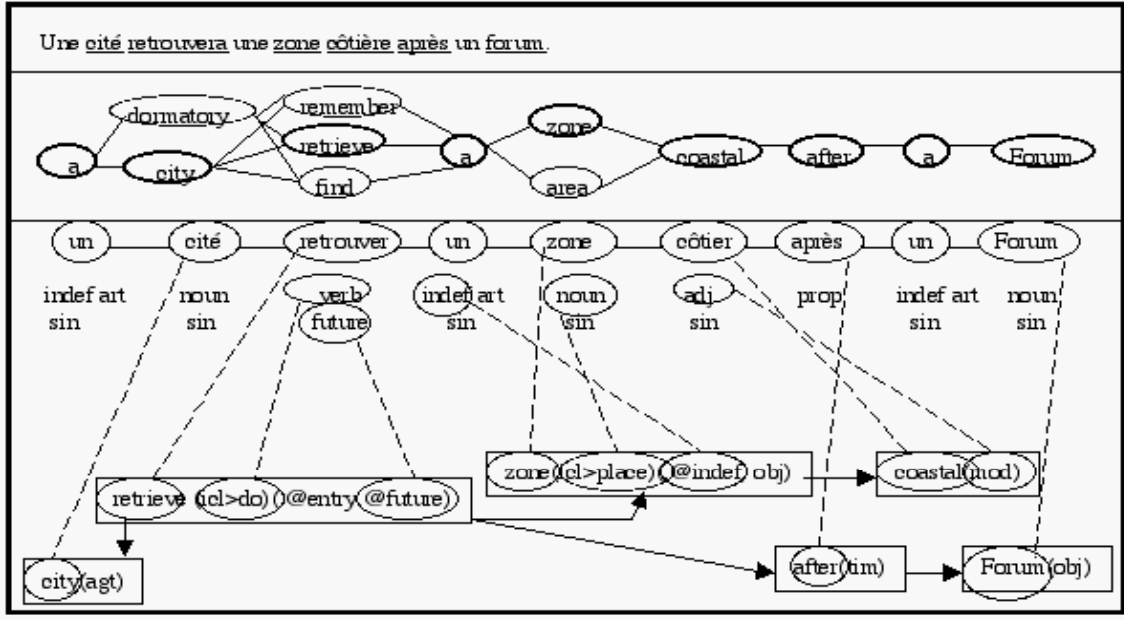 Une cité retrouvera une zone côtière après un forum.
dormatory remember zone
a city retrieve a coastal after a Forum
find area
un cité retrouver un zone côtier après un Forum
indef art noun verb indef art noun adj prop indef art noun
sin sin future sin sin sin sin sin
zone(icl>place)(@indef obj) coastal(mod)
retrieve (icl>do)()@entry @future))
city(agt) after(tim) Forum(obj)